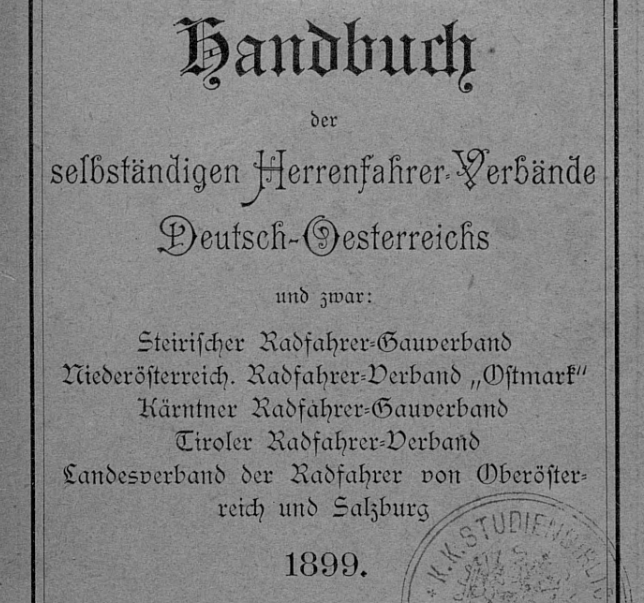 Handbuch
der
selbständigen Herrenfahrer-Verbände
Deutsch-Oesterreichs
und zwar:
Steirischer Radfahrer-Gauverband
Niederösterreich. Radfahrer-Verband „Ostmark“
Kärntner Radfahrer-Gauverband
Tiroler Radfahrer-Verband
Landesverband der Radfahrer von Oberöster-
reich und Salzburg
1899.
K.K.